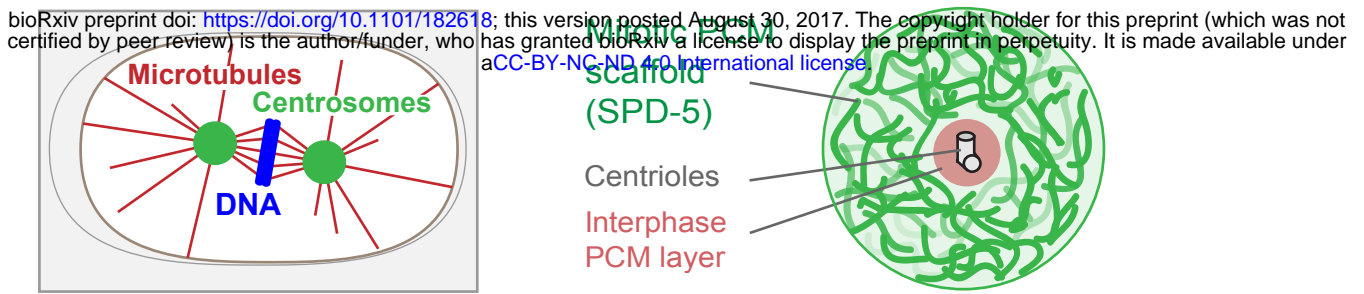 bioRxiv preprint doi: https://doi.org/10.1101/182618; this version posted August 30, 2017. The copyright holder for this preprint (which was not
certified by peer review) is the author/funder, who has granted bioRxiv a license to display the preprint in perpetuity. It is made available under
aCC-BY-NC-ND 4.0 International license.
Microtubules
Centrosomes
DNA
Mitotic PCM
scaffold
(SPD-5)
Centrioles
Interphase
PCM layer